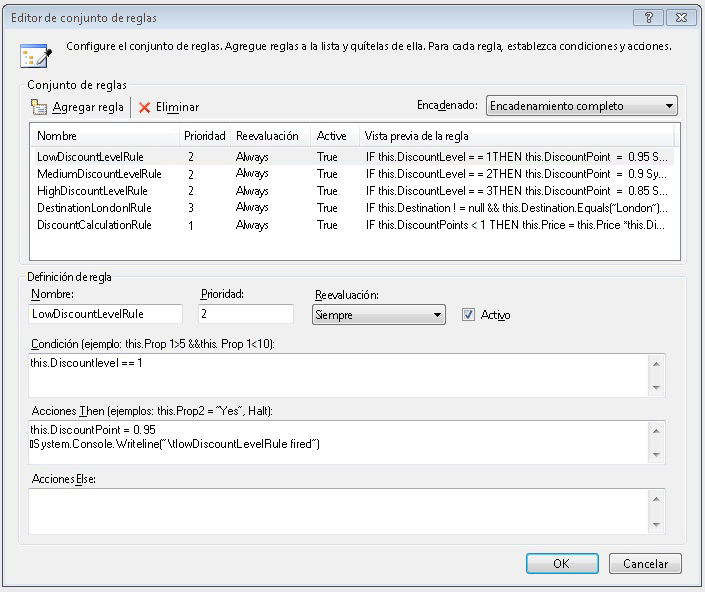 Editor de conjunto de reglas
Configure el conjunto de reglas. Agregue reglas a la lista y quítelas de ella. Para cada regla, establezca condiciones y acciones.
Conjunto de reglas
Agregar regla
Eliminar
Encadenado:
Encadenamiento completo
Nombre Prioridad Reevaluación Active Vista previa de la regla
LowDiscountLevelRule 2 Always True IF this.DiscountLevel = = 1THEN this.DiscountPoint = 0.95 S...
MediumDiscountLevelRule 2 Always True IF this.DiscountLevel = = 2THEN this.DiscountPoint = 0.9 Sy...
HighDiscountLevelRule 2 Always True IF this.DiscountLevel = = 3THEN this.DiscountPoint = 0.85 S...
DestinationLondonlRule 3 Always True IF this.Destination ! = null && this.Destination.Equals("London")...
DiscountCalculationRule 1 Always True IF this.DiscountPoints < 1 THEN this.Price = this.Price *this.Di...
Definición de regla
Nombre:
Prioridad:
Reevaluación:
LowDiscountLevelRule
2
Siempre
Activo
Condición (ejemplo: this.Prop 1>5 &&this. Prop 1<10):
this.Discountlevel == 1
Acciones Then (ejemplos: this.Prop2 = "Yes", Halt):
this.DiscountPoint = 0.95
System.Console.Writeline("\tlowDiscountLevelRule fired")
Acciones Else:
OK
Cancelar